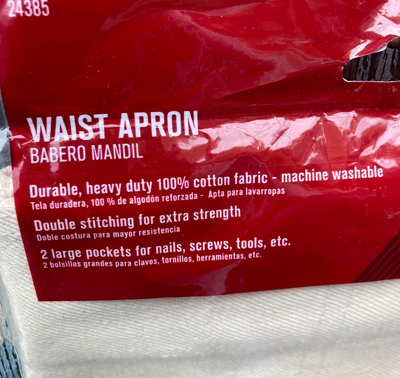 24385
WAIST APRON
BABERO MANDIL
Durable, heavy duty 100% cotton fabric - machine washable
Tela duradera, 100 % de algodón reforzada - Apta para lavarropas
Double stitching for extra strength
Doble costura para mayor resistencia
2 large pockets for nails, screws, tools, etc.
2 bolsillos grandes para clavos, tornillos, herramientas, etc.